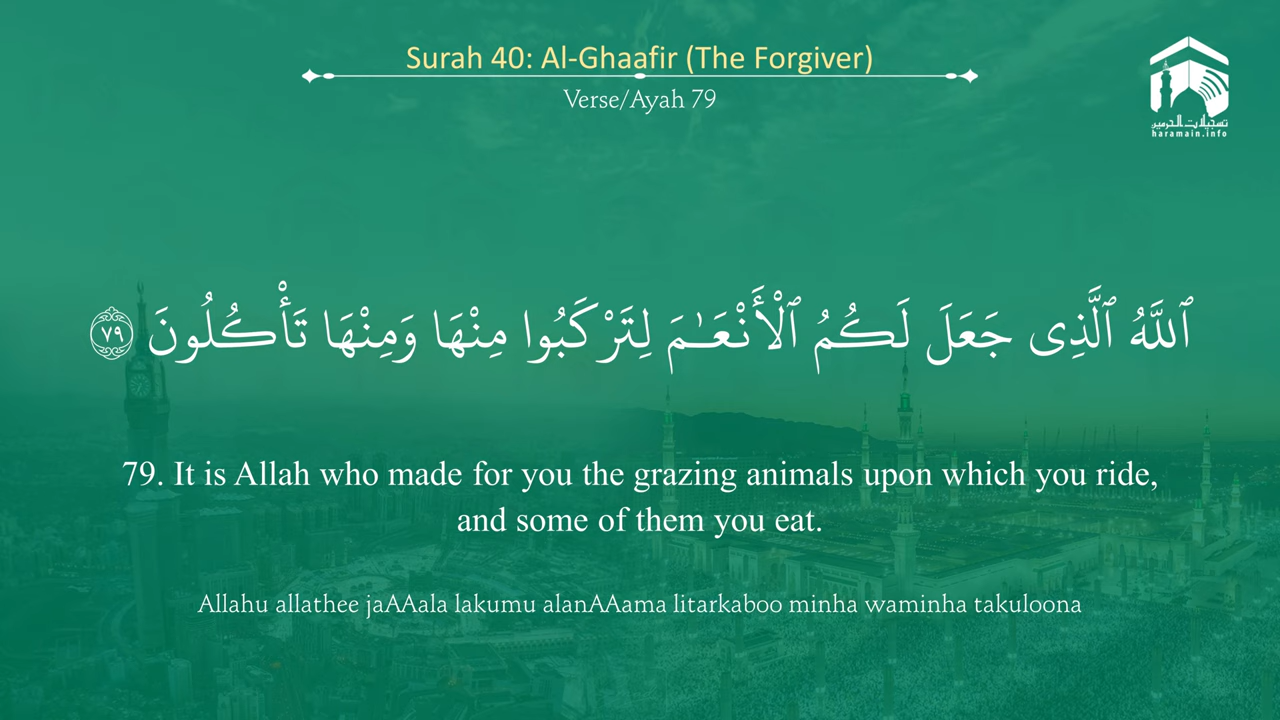 Surah 40: Al-Ghaafir (The Forgiver)
Verse/Ayah 79
تسجيلات الحرمين
haramain.info
ٱللَّهُ ٱلَّذِى جَعَلَ لَكُمُ ٱلْأَنْعَـٰمَ لِتَرْكَبُوا مِنْهَا وَمِنْهَا تَأْكُلُونَ ٧٩
79. It is Allah who made for you the grazing animals upon which you ride,
and some of them you eat.
Allahu allathee jaAAala lakumu alanAAama litarkaboo minha waminha takuloona